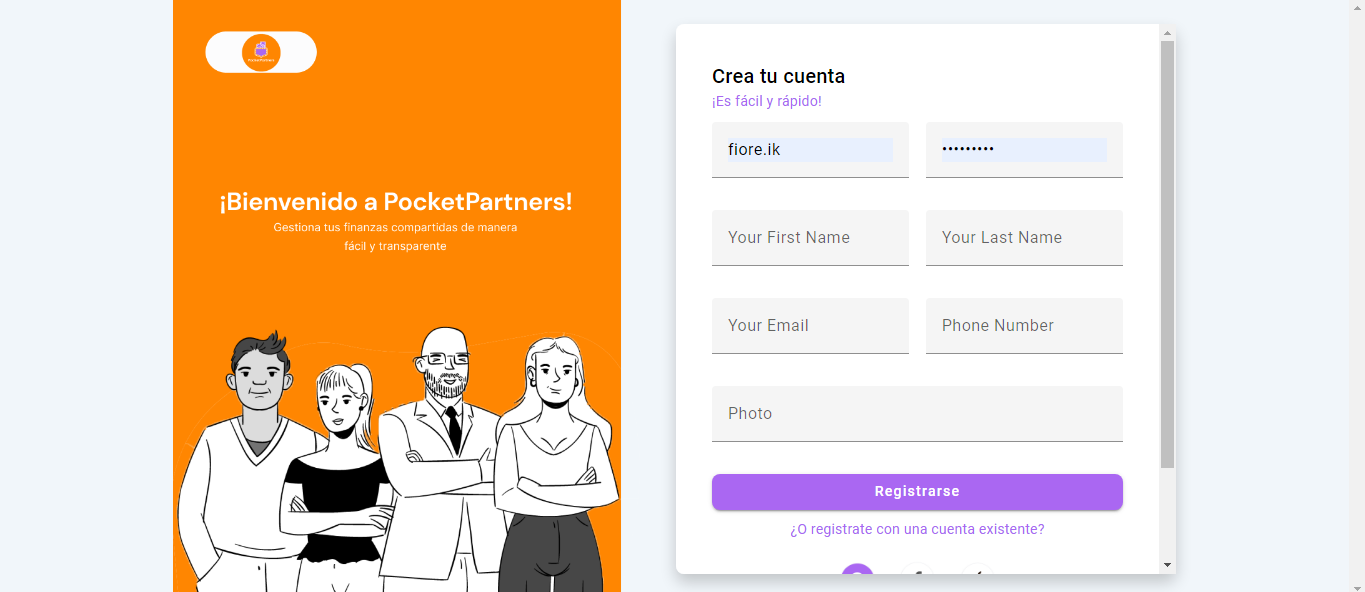 PocketPartners
¡Bienvenido a PocketPartners!
Gestiona tus finanzas compartidas de manera
fácil y transparente
Crea tu cuenta
¡Es fácil y rápido!
fiore.ik
•••••••••
Your First Name
Your Last Name
Your Email
Phone Number
Photo
Registrarse
¿O registrate con una cuenta existente?